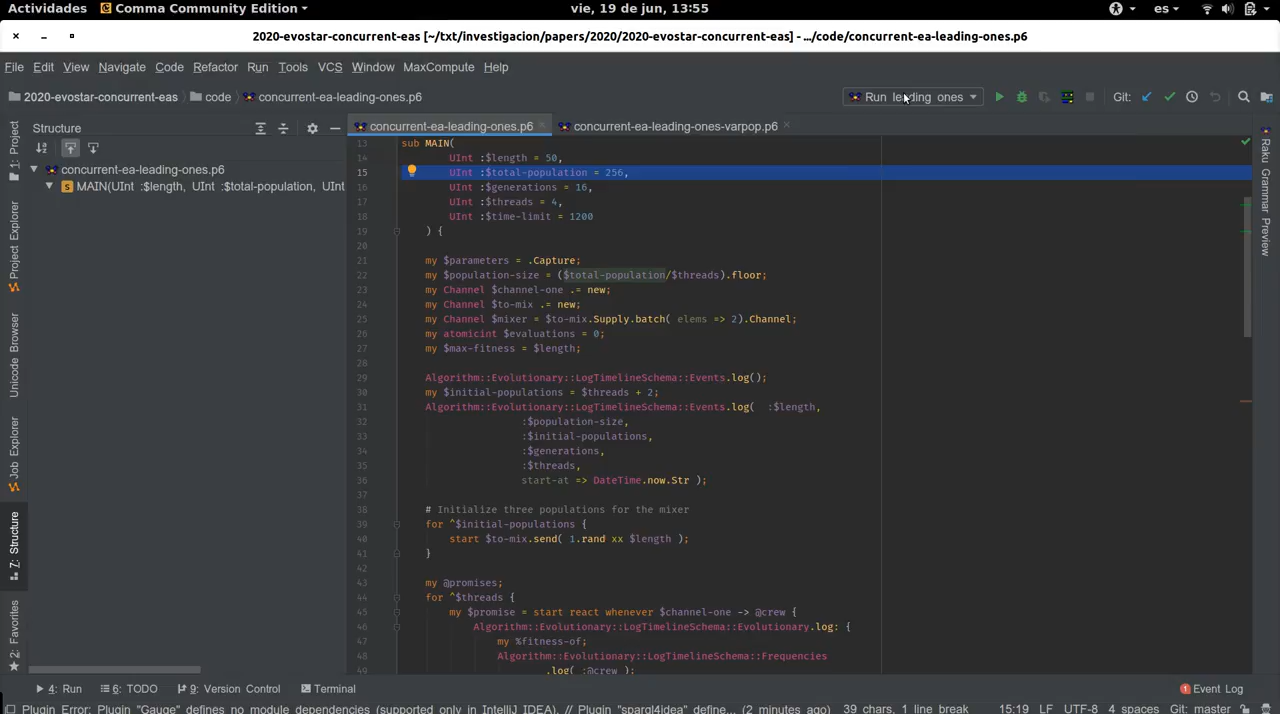 Actividades Comma Community Edition vie, 19 de jun, 13:55 es
2020-evostar-concurrent-eas [~/txt/investigacion/papers/2020/2020-evostar-concurrent-eas] - .../code/concurrent-ea-leading-ones.p6
File Edit View Navigate Code Refactor Run Tools VCS Window MaxCompute Help
2020-evostar-concurrent-eas code concurrent-ea-leading-ones.p6 Run leading ones Git:
1: Project
Project Explorer
Unicode Browser
Job Explorer
7: Structure
2: Favorites
Structure
concurrent-ea-leading-ones.p6
MAIN(UInt :$length, UInt :$total-population, UInt
concurrent-ea-leading-ones.p6 concurrent-ea-leading-ones-varpop.p6
13 sub MAIN(
14 UInt :$length = 50,
15 UInt :$total-population = 256,
16 UInt :$generations = 16,
17 UInt :$threads = 4,
18 UInt :$time-limit = 1200
19 ) {
20
21 my $parameters = .Capture;
22 my $population-size = ($total-population/$threads).floor;
23 my Channel $channel-one .= new;
24 my Channel $to-mix .= new;
25 my Channel $mixer = $to-mix.Supply.batch( elems => 2).Channel;
26 my atomicint $evaluations = 0;
27 my $max-fitness = $length;
28
29 Algorithm::Evolutionary::LogTimelineSchema::Events.log();
30 my $initial-populations = $threads + 2;
31 Algorithm::Evolutionary::LogTimelineSchema::Events.log( :$length,
32 :$population-size,
33 :$initial-populations,
34 :$generations,
35 :$threads,
36 start-at => DateTime.now.Str );
37
38 # Initialize three populations for the mixer
39 for ^$initial-populations {
40 start $to-mix.send( 1.rand xx $length );
41 }
42
43 my @promises;
44 for ^$threads {
45 my $promise = start react whenever $channel-one -> @crew {
46 Algorithm::Evolutionary::LogTimelineSchema::Evolutionary.log: {
47 my %fitness-of;
48 Algorithm::Evolutionary::LogTimelineSchema::Frequencies
49 .log( :@crew );
Raku Grammar Preview
4: Run 6: TODO 9: Version Control Terminal 1 Event Log
Plugin Error: Plugin "Gauge" defines no module dependencies (supported only in IntelliJ IDEA). // Plugin "sparql4idea" define... (2 minutes ago) 39 chars, 1 line break 15:19 LF UTF-8 4 spaces Git: master